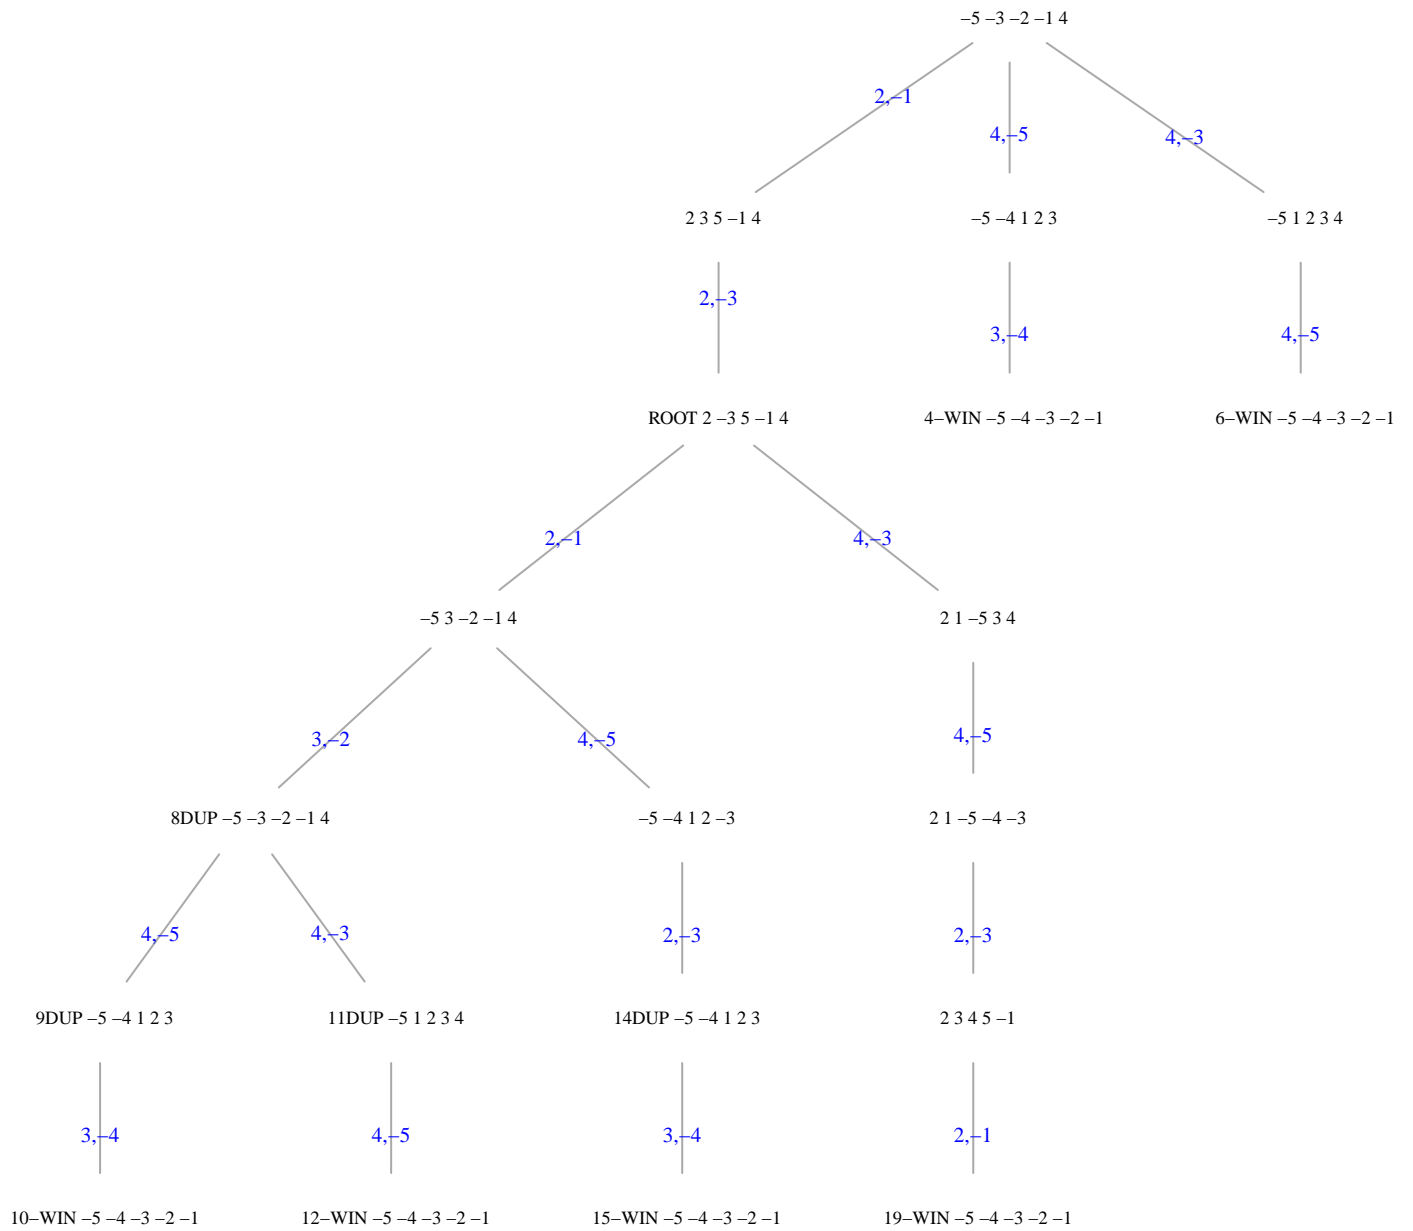 –5 –3 –2 –1 4
2,–1
4,–5
4,–3
2 3 5 –1 4
–5 –4 1 2 3
–5 1 2 3 4
2,–3
3,–4
4,–5
ROOT 2 –3 5 –1 4
4–WIN –5 –4 –3 –2 –1
6–WIN –5 –4 –3 –2 –1
2,–1
4,–3
–5 3 –2 –1 4
2 1 –5 3 4
3,–2
4,–5
4,–5
8DUP –5 –3 –2 –1 4
–5 –4 1 2 –3
2 1 –5 –4 –3
4,–5
4,–3
2,–3
2,–3
9DUP –5 –4 1 2 3
11DUP –5 1 2 3 4
14DUP –5 –4 1 2 3
2 3 4 5 –1
3,–4
4,–5
3,–4
2,–1
10–WIN –5 –4 –3 –2 –1
12–WIN –5 –4 –3 –2 –1
15–WIN –5 –4 –3 –2 –1
19–WIN –5 –4 –3 –2 –1